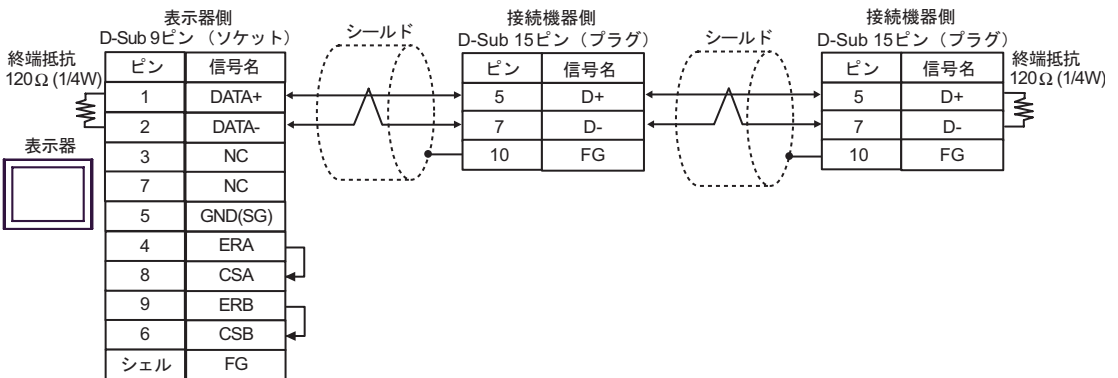 表示器側
D-Sub 9ピン （ソケット）
シールド
接続機器側
D-Sub 15ピン （プラグ）
シールド
接続機器側
D-Sub 15ピン （プラグ）
終端抵抗
120Ω (1/4W)
終端抵抗
120Ω (1/4W)
表示器
ピン 信号名
1 DATA+
2 DATA-
3 NC
7 NC
5 GND(SG)
4 ERA
8 CSA
9 ERB
6 CSB
シェル FG
ピン 信号名
5 D+
7 D-
10 FG
ピン 信号名
5 D+
7 D-
10 FG